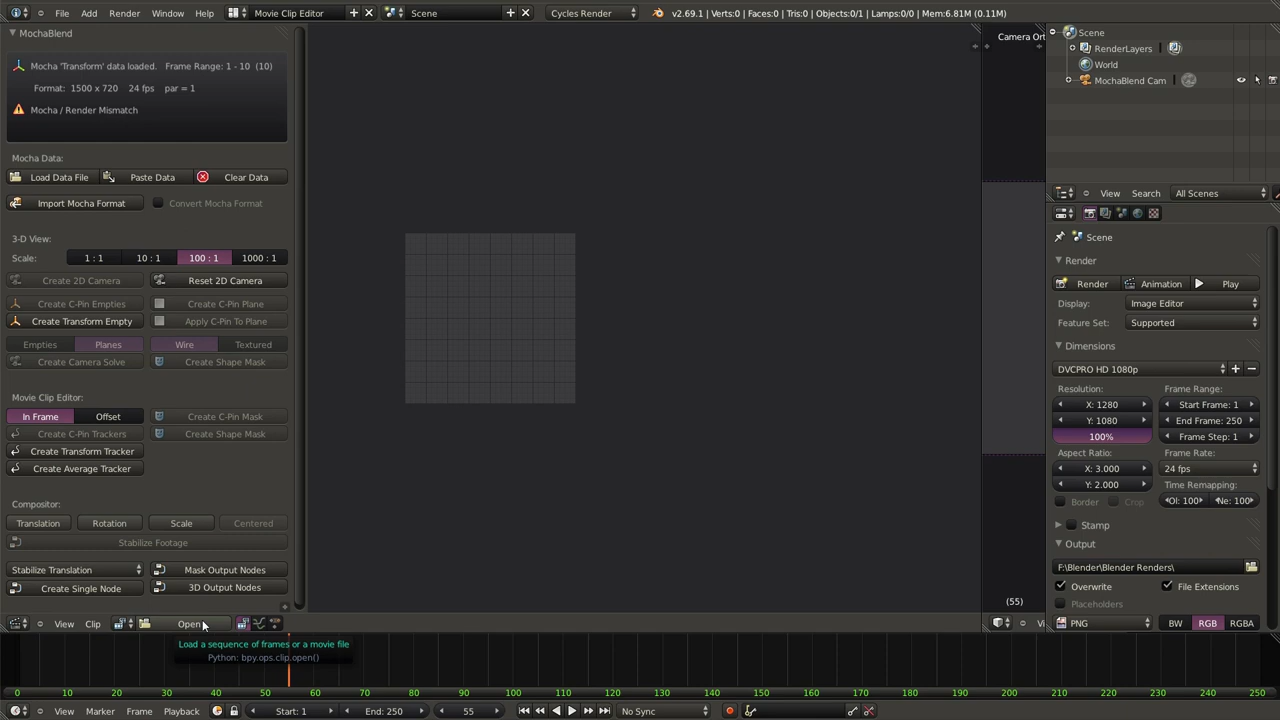 File Add Render Window Help Movie Clip Editor Scene Cycles Render v2.69.1 | Verts:0 | Faces:0 | Tris:0 | Objects:0/1 | Lamps:0/0 | Mem:6.81M (0.11M)
MochaBlend
Mocha 'Transform' data loaded. Frame Range: 1 - 10 (10)
Format: 1500 x 720 24 fps par = 1
Mocha / Render Mismatch
Mocha Data:
Load Data File Paste Data Clear Data
Import Mocha Format Convert Mocha Format
3-D View:
Scale: 1 : 1 10 : 1 100 : 1 1000 : 1
Create 2D Camera Reset 2D Camera
Create C-Pin Empties Create C-Pin Plane
Create Transform Empty Apply C-Pin To Plane
Empties Planes Wire Textured
Create Camera Solve Create Shape Mask
Movie Clip Editor:
In Frame Offset Create C-Pin Mask
Create C-Pin Trackers Create Shape Mask
Create Transform Tracker
Create Average Tracker
Compositor:
Translation Rotation Scale Centered
Stabilize Footage
Stabilize Translation Mask Output Nodes
Create Single Node 3D Output Nodes
View Clip Open
Load a sequence of frames or a movie file
Python: bpy.ops.clip.open()
Camera Ort
(55)
Vi
Scene
RenderLayers
World
MochaBlend Cam
View Search All Scenes
Scene
Render
Render Animation Play
Display: Image Editor
Feature Set: Supported
Dimensions
DVCPRO HD 1080p
Resolution: Frame Range:
X: 1280 Start Frame: 1
Y: 1080 End Frame: 250
100% Frame Step: 1
Aspect Ratio: Frame Rate:
X: 3.000 24 fps
Y: 2.000 Time Remapping:
Border Crop Ol: 100 Ne: 100
Stamp
Output
F:\Blender\Blender Renders\
Overwrite File Extensions
Placeholders
PNG BW RGB RGBA
0 10 20 30 40 50 60 70 80 90 100 110 120 130 140 150 160 170 180 190 200 210 220 230 240 250
View Marker Frame Playback Start: 1 End: 250 55 No Sync